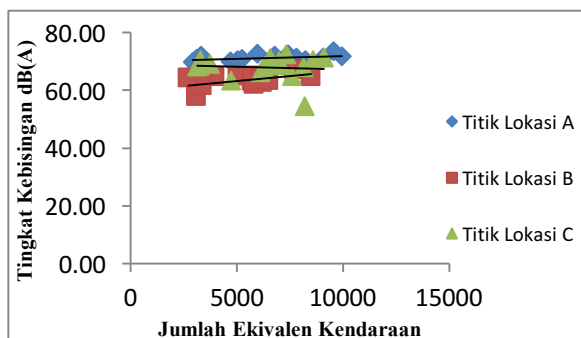 Tingkat Kebisingan dB(A)
80.00
60.00
40.00
20.00
0.00
0 5000 10000 15000
Jumlah Ekivalen Kendaraan
Titik Lokasi A
Titik Lokasi B
Titik Lokasi C